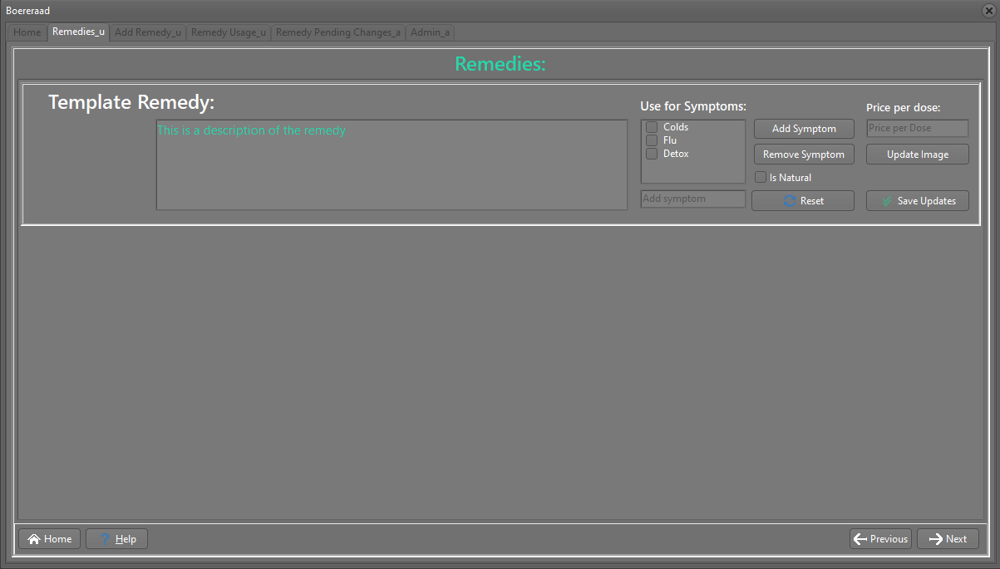 Boereraad
Home Remedies_u Add Remedy_u Remedy Usage_u Remedy Pending Changes_a Admin_a
Remedies:
Template Remedy:
This is a description of the remedy
Use for Symptoms:
Colds
Flu
Detox
Add symptom
Add Symptom
Remove Symptom
Is Natural
Reset
Price per dose:
Price per Dose
Update Image
Save Updates
Home ? Help Previous Next